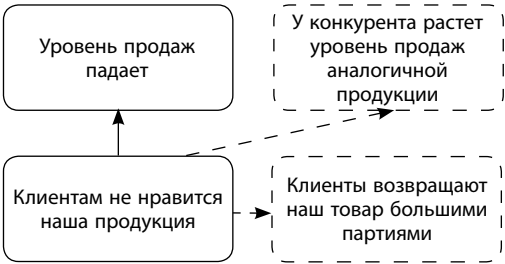 Уровень продаж
падает
У конкурента растет
уровень продаж
аналогичной
продукции
Клиентам не нравится
наша продукция
Клиенты возвращают
наш товар большими
партиями